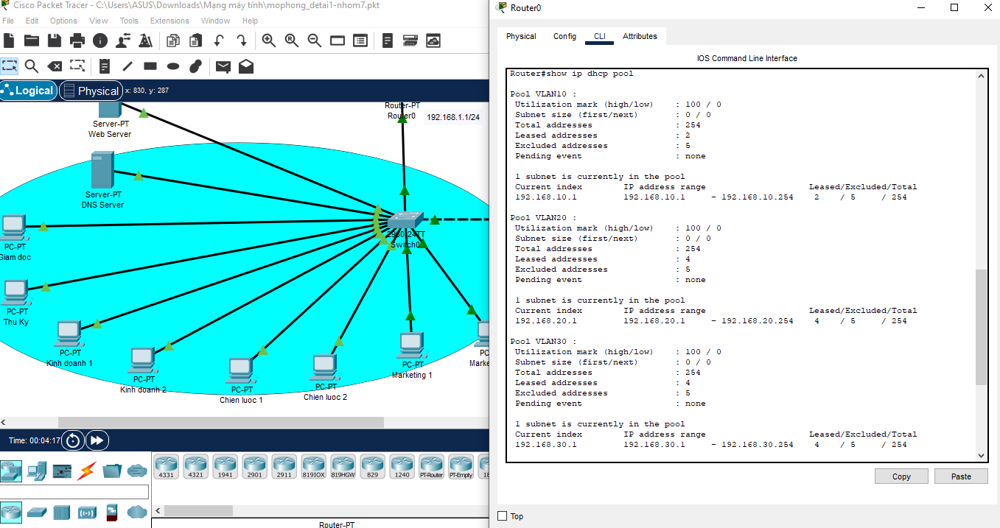 Cisco Packet Tracer - C:\Users\ASUS\Downloads\Mạng máy tính\mophong_detai1-nhom7.pkt
File Edit Options View Tools Extensions Window Help
Logical Physical x: 830, y: 287
Server-PT
Web Server
Router-PT
Router0
192.168.1.1/24
Server-PT
DNS Server
2960-24TT
Switch0
PC-PT
Giam doc
PC-PT
Thu Ky
PC-PT
Kinh doanh 1
PC-PT
Kinh doanh 2
PC-PT
Chien luoc 1
PC-PT
Chien luoc 2
PC-PT
Marketing 1
Time: 00:04:17
4331 4321 1941 2901 2911 819IOX 819HGW 829 1240 PT-Router PT-Empty
Router-PT
Router0
Physical Config CLI Attributes
IOS Command Line Interface
Router#show ip dhcp pool
Pool VLAN10 :
Utilization mark (high/low) : 100 / 0
Subnet size (first/next) : 0 / 0
Total addresses : 254
Leased addresses : 2
Excluded addresses : 5
Pending event : none
1 subnet is currently in the pool
Current index IP address range Leased/Excluded/Total
192.168.10.1 192.168.10.1 - 192.168.10.254 2 / 5 / 254
Pool VLAN20 :
Utilization mark (high/low) : 100 / 0
Subnet size (first/next) : 0 / 0
Total addresses : 254
Leased addresses : 4
Excluded addresses : 5
Pending event : none
1 subnet is currently in the pool
Current index IP address range Leased/Excluded/Total
192.168.20.1 192.168.20.1 - 192.168.20.254 4 / 5 / 254
Pool VLAN30 :
Utilization mark (high/low) : 100 / 0
Subnet size (first/next) : 0 / 0
Total addresses : 254
Leased addresses : 4
Excluded addresses : 5
Pending event : none
1 subnet is currently in the pool
Current index IP address range Leased/Excluded/Total
192.168.30.1 192.168.30.1 - 192.168.30.254 4 / 5 / 254
Copy Paste
Top